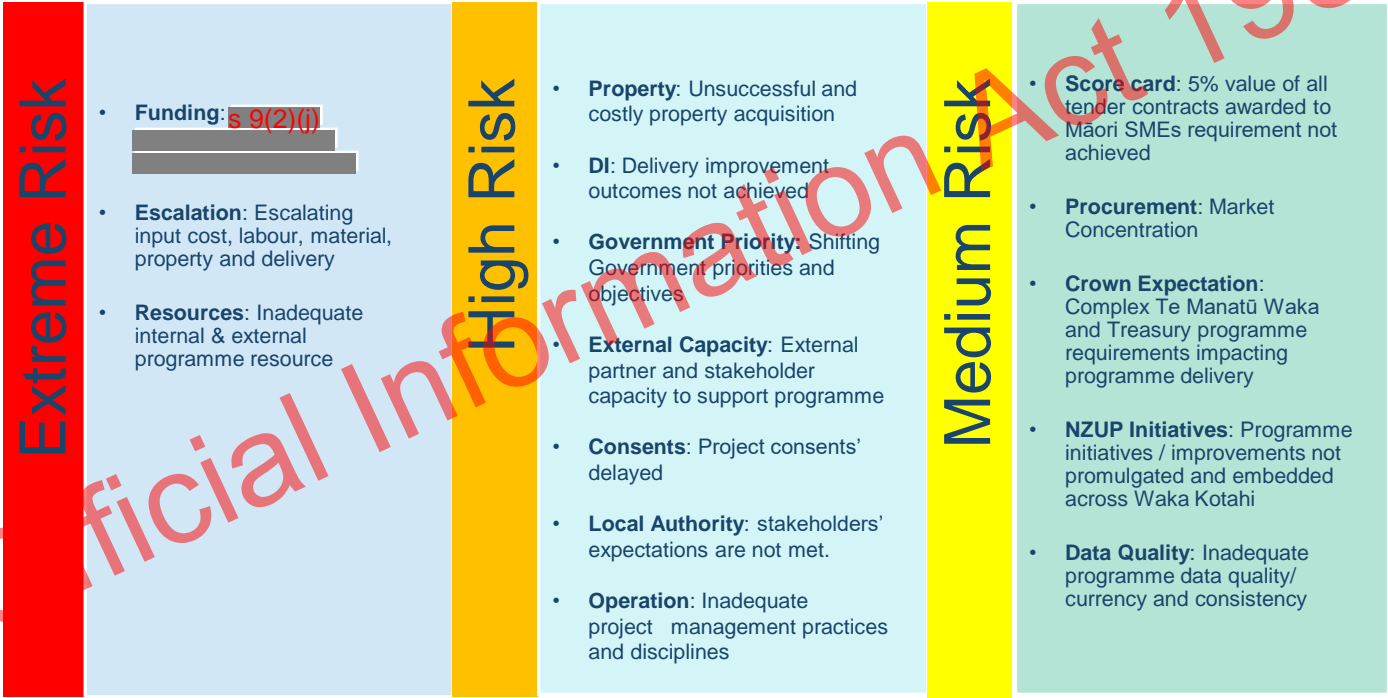 Extreme Risk
• Funding: s 9(2)(j)
• Escalation: Escalating
input cost, labour, material,
property and delivery
• Resources: Inadequate
internal & external
programme resource
High Risk
• Property: Unsuccessful and
costly property acquisition
• DI: Delivery improvement
outcomes not achieved
• Government Priority: Shifting
Government priorities and
objectives
• External Capacity: External
partner and stakeholder
capacity to support programme
• Consents: Project consents'
delayed
• Local Authority: stakeholders'
expectations are not met.
• Operation: Inadequate
project management practices
and disciplines
Medium Risk
• Score card: 5% value of all
tender contracts awarded to
Māori SMEs requirement not
achieved
• Procurement: Market
Concentration
• Crown Expectation:
Complex Te Manatū Waka
and Treasury programme
requirements impacting
programme delivery
• NZUP Initiatives: Programme
initiatives / improvements not
promulgated and embedded
across Waka Kotahi
• Data Quality: Inadequate
programme data quality/
currency and consistency
Information Act